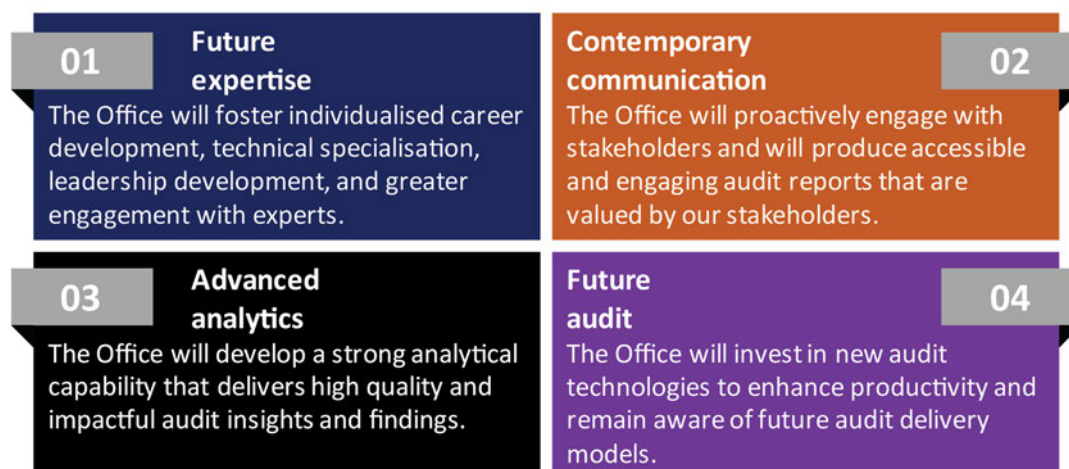 01
Future
expertise
The Office will foster individualised career
development, technical specialisation,
leadership development, and greater
engagement with experts.
Contemporary
communication
02
The Office will proactively engage with
stakeholders and will produce accessible
and engaging audit reports that are
valued by our stakeholders.
03
Advanced
analytics
The Office will develop a strong analytical
capability that delivers high quality and
impactful audit insights and findings.
Future
audit
04
The Office will invest in new audit
technologies to enhance productivity and
remain aware of future audit delivery
models.